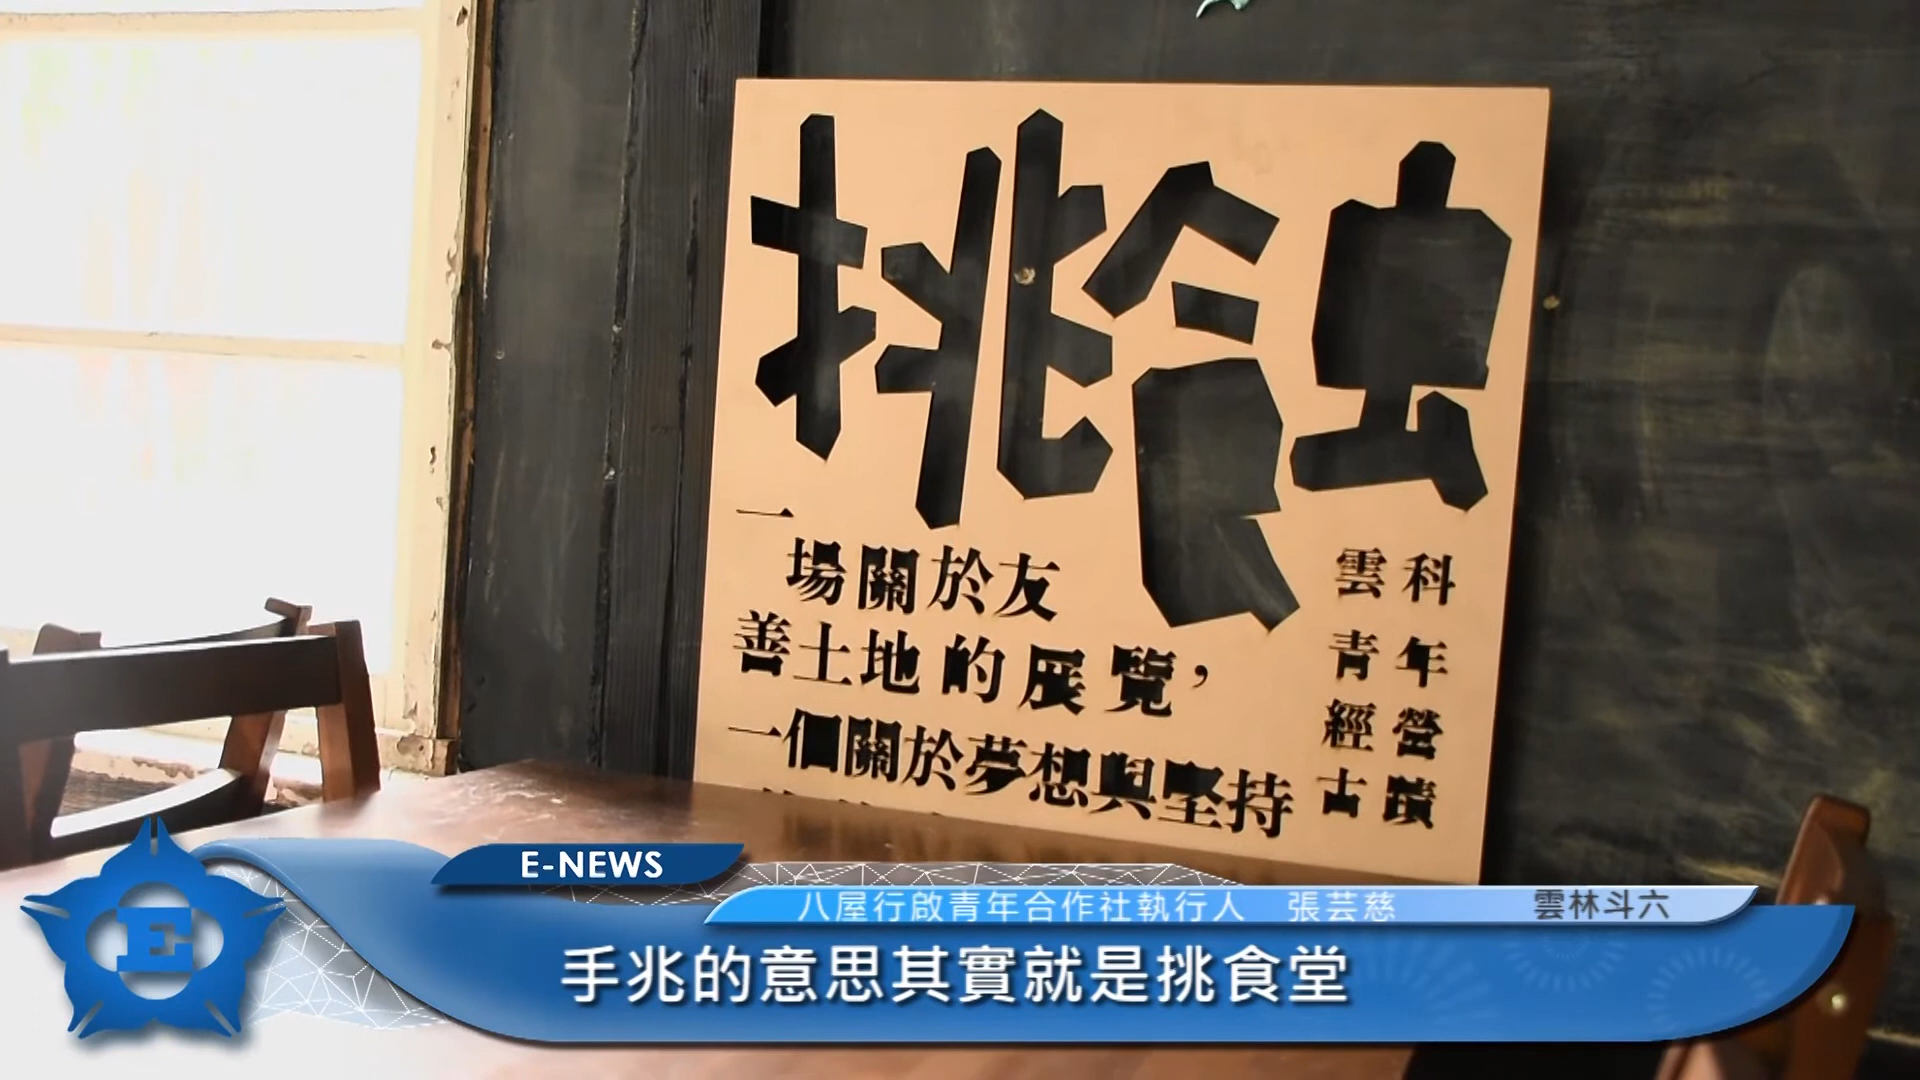 挑食虫
一
場關於友
善土地的展覽，
一個關於夢想與堅持
雲科
青年
經營
古蹟
E-NEWS
八屋行啟青年合作社執行人 張芸慈 雲林斗六
手兆的意思其實就是挑食堂
E